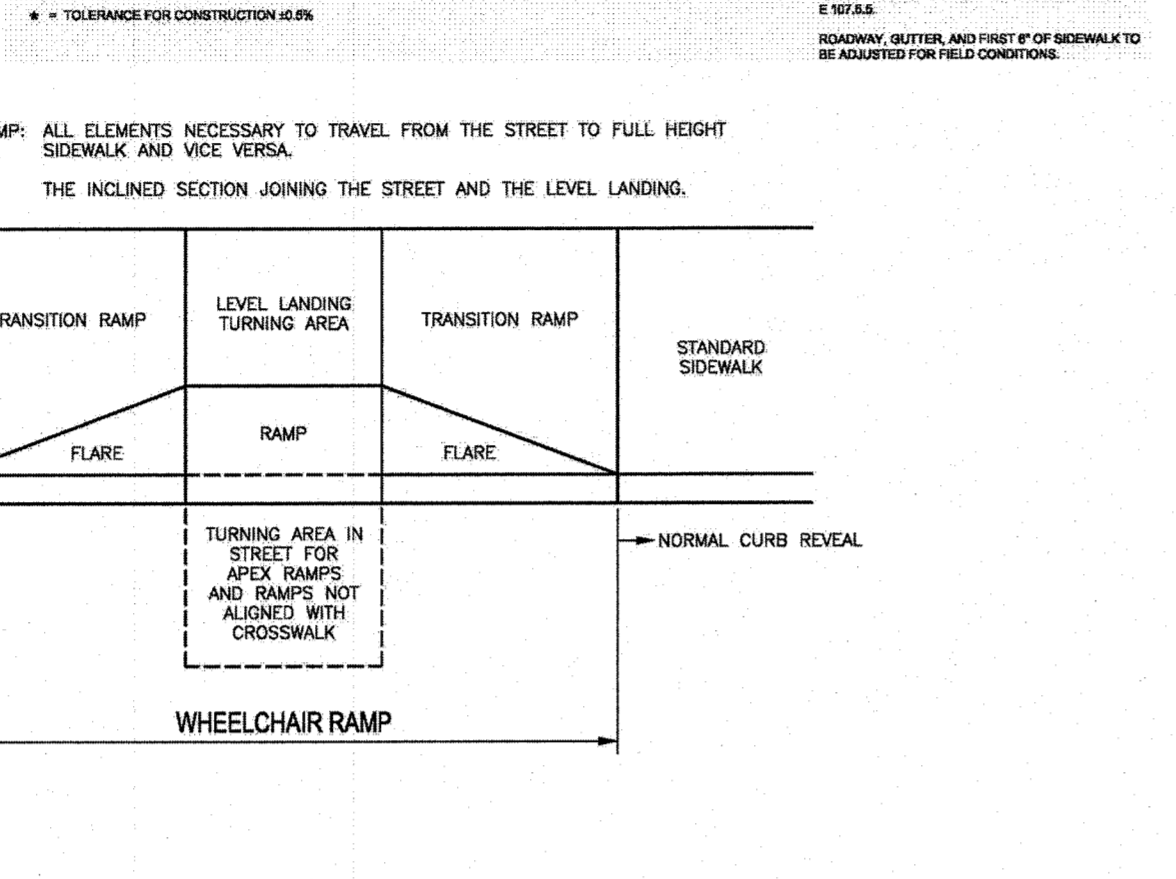 * = TOLERANCE FOR CONSTRUCTION ±0.5%
E 107.6.5.
ROADWAY, GUTTER, AND FIRST 6" OF SIDEWALK TO
BE ADJUSTED FOR FIELD CONDITIONS.
MP: ALL ELEMENTS NECESSARY TO TRAVEL FROM THE STREET TO FULL HEIGHT
SIDEWALK AND VICE VERSA.
THE INCLINED SECTION JOINING THE STREET AND THE LEVEL LANDING.
RANSITION RAMP
LEVEL LANDING
TURNING AREA
TRANSITION RAMP
STANDARD
SIDEWALK
FLARE
RAMP
FLARE
TURNING AREA IN
STREET FOR
APEX RAMPS
AND RAMPS NOT
ALIGNED WITH
CROSSWALK
NORMAL CURB REVEAL
WHEELCHAIR RAMP